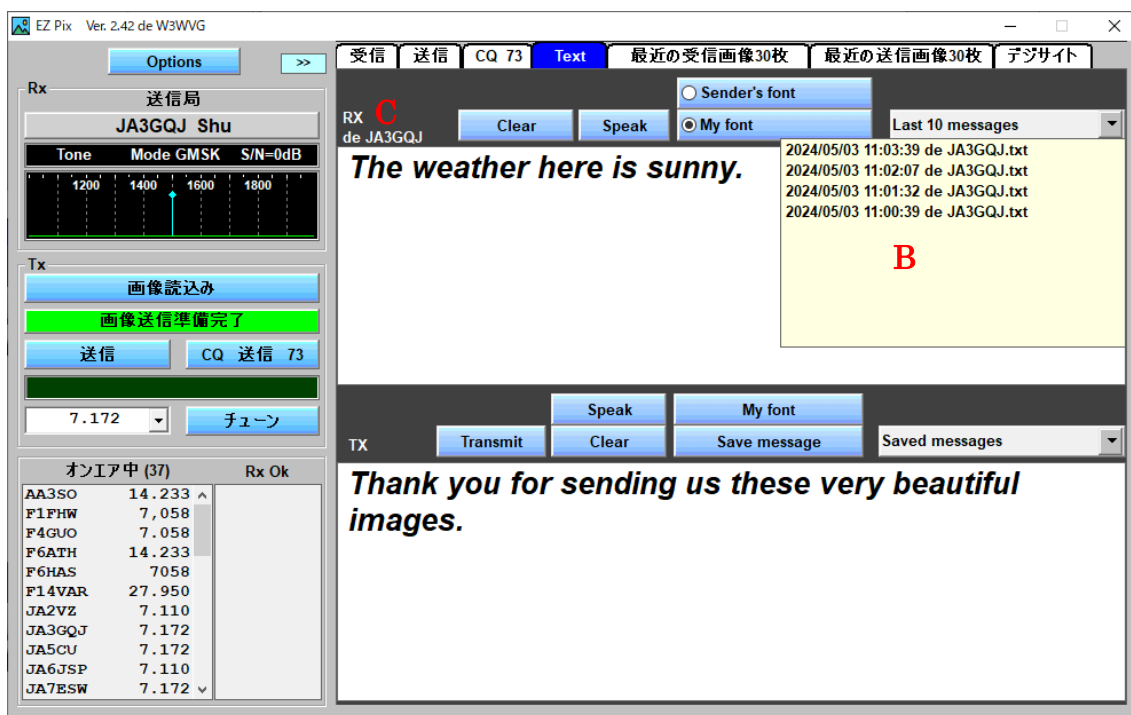 EZ Pix Ver. 2.42 de W3WVG
Options
>>
Rx
送信局
JA3GQJ Shu
Tone Mode GMSK S/N=0dB
1200 1400 1600 1800
Tx
画像読込み
画像送信準備完了
送信
CQ 送信 73
7.172
チューン
オンエア中 (37)
Rx Ok
AA3SO 14.233
F1FHW 7,058
F4GUO 7.058
F6ATH 14.233
F6HAS 7058
F14VAR 27.950
JA2VZ 7.110
JA3GQJ 7.172
JA5CU 7.172
JA6JSP 7.110
JA7ESW 7.172
受信 送信 CQ 73 Text 最近の受信画像30枚 最近の送信画像30枚 デジサイト
RX C
de JA3GQJ
Clear
Speak
Sender's font
My font
Last 10 messages
2024/05/03 11:03:39 de JA3GQJ.txt
2024/05/03 11:02:07 de JA3GQJ.txt
2024/05/03 11:01:32 de JA3GQJ.txt
2024/05/03 11:00:39 de JA3GQJ.txt
B
The weather here is sunny.
Speak
My font
TX
Transmit
Clear
Save message
Saved messages
Thank you for sending us these very beautiful
images.